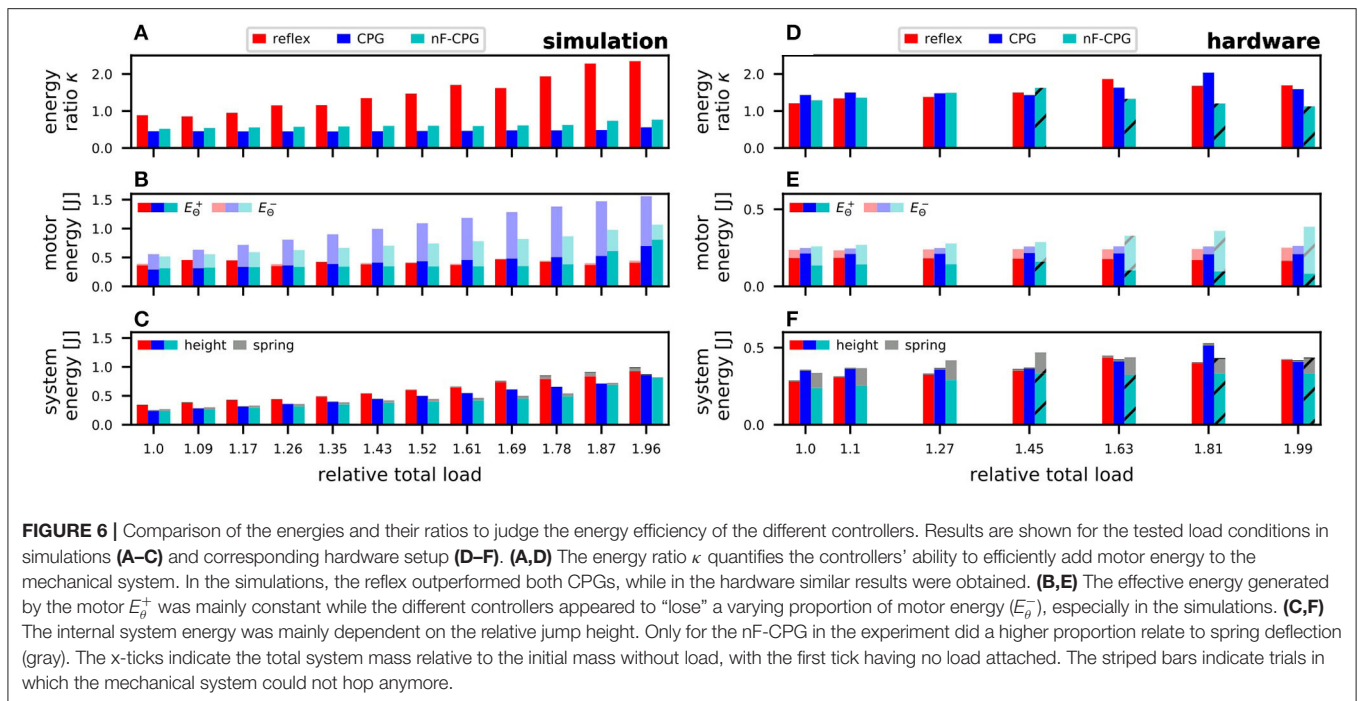 A
reflex CPG nF-CPG
simulation
energy
ratio κ
2.0
1.0
0.0
B
E_Θ^+ E_Θ^-
motor
energy [J]
1.5
1.0
0.5
0.0
C
height spring
system
energy [J]
1.5
1.0
0.5
0.0
1.0 1.09 1.17 1.26 1.35 1.43 1.52 1.61 1.69 1.78 1.87 1.96
relative total load
D
reflex CPG nF-CPG
hardware
energy
ratio κ
2.0
1.0
0.0
E
E_Θ^+ E_Θ^-
motor
energy [J]
0.5
0.0
F
height spring
system
energy [J]
0.5
0.0
1.0 1.1 1.27 1.45 1.63 1.81 1.99
relative total load
FIGURE 6 | Comparison of the energies and their ratios to judge the energy efficiency of the different controllers. Results are shown for the tested load conditions in
simulations (A–C) and corresponding hardware setup (D–F). (A,D) The energy ratio κ quantifies the controllers' ability to efficiently add motor energy to the
mechanical system. In the simulations, the reflex outperformed both CPGs, while in the hardware similar results were obtained. (B,E) The effective energy generated
by the motor E_θ^+ was mainly constant while the different controllers appeared to “lose” a varying proportion of motor energy (E_θ^-), especially in the simulations. (C,F)
The internal system energy was mainly dependent on the relative jump height. Only for the nF-CPG in the experiment did a higher proportion relate to spring deflection
(gray). The x-ticks indicate the total system mass relative to the initial mass without load, with the first tick having no load attached. The striped bars indicate trials in
which the mechanical system could not hop anymore.